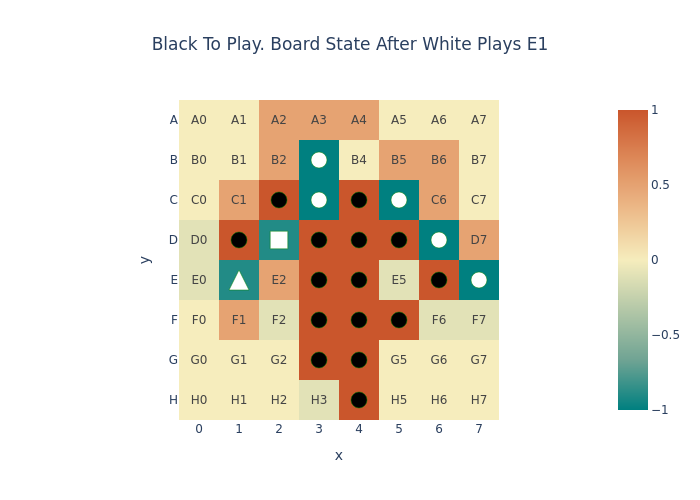 Black To Play. Board State After White Plays E1
A A0 A1 A2 A3 A4 A5 A6 A7
B B0 B1 B2 B4 B5 B6 B7
C C0 C1 C6 C7
D D0 D7
E E0 E2 E5
F F0 F1 F2 F6 F7
G G0 G1 G2 G5 G6 G7
H H0 H1 H2 H3 H5 H6 H7
0 1 2 3 4 5 6 7
x
y
1
0.5
0
−0.5
−1